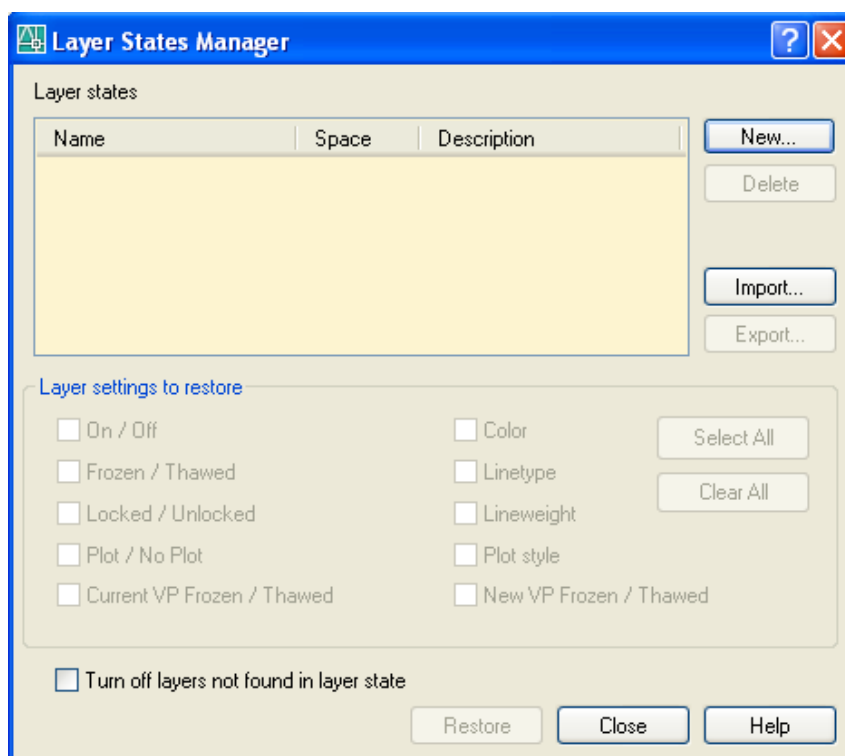 Layer States Manager
Layer states
Name Space Description
New...
Delete
Import...
Export...
Layer settings to restore
On / Off Color Select All
Frozen / Thawed Linetype Clear All
Locked / Unlocked Lineweight
Plot / No Plot Plot style
Current VP Frozen / Thawed New VP Frozen / Thawed
Turn off layers not found in layer state
Restore Close Help